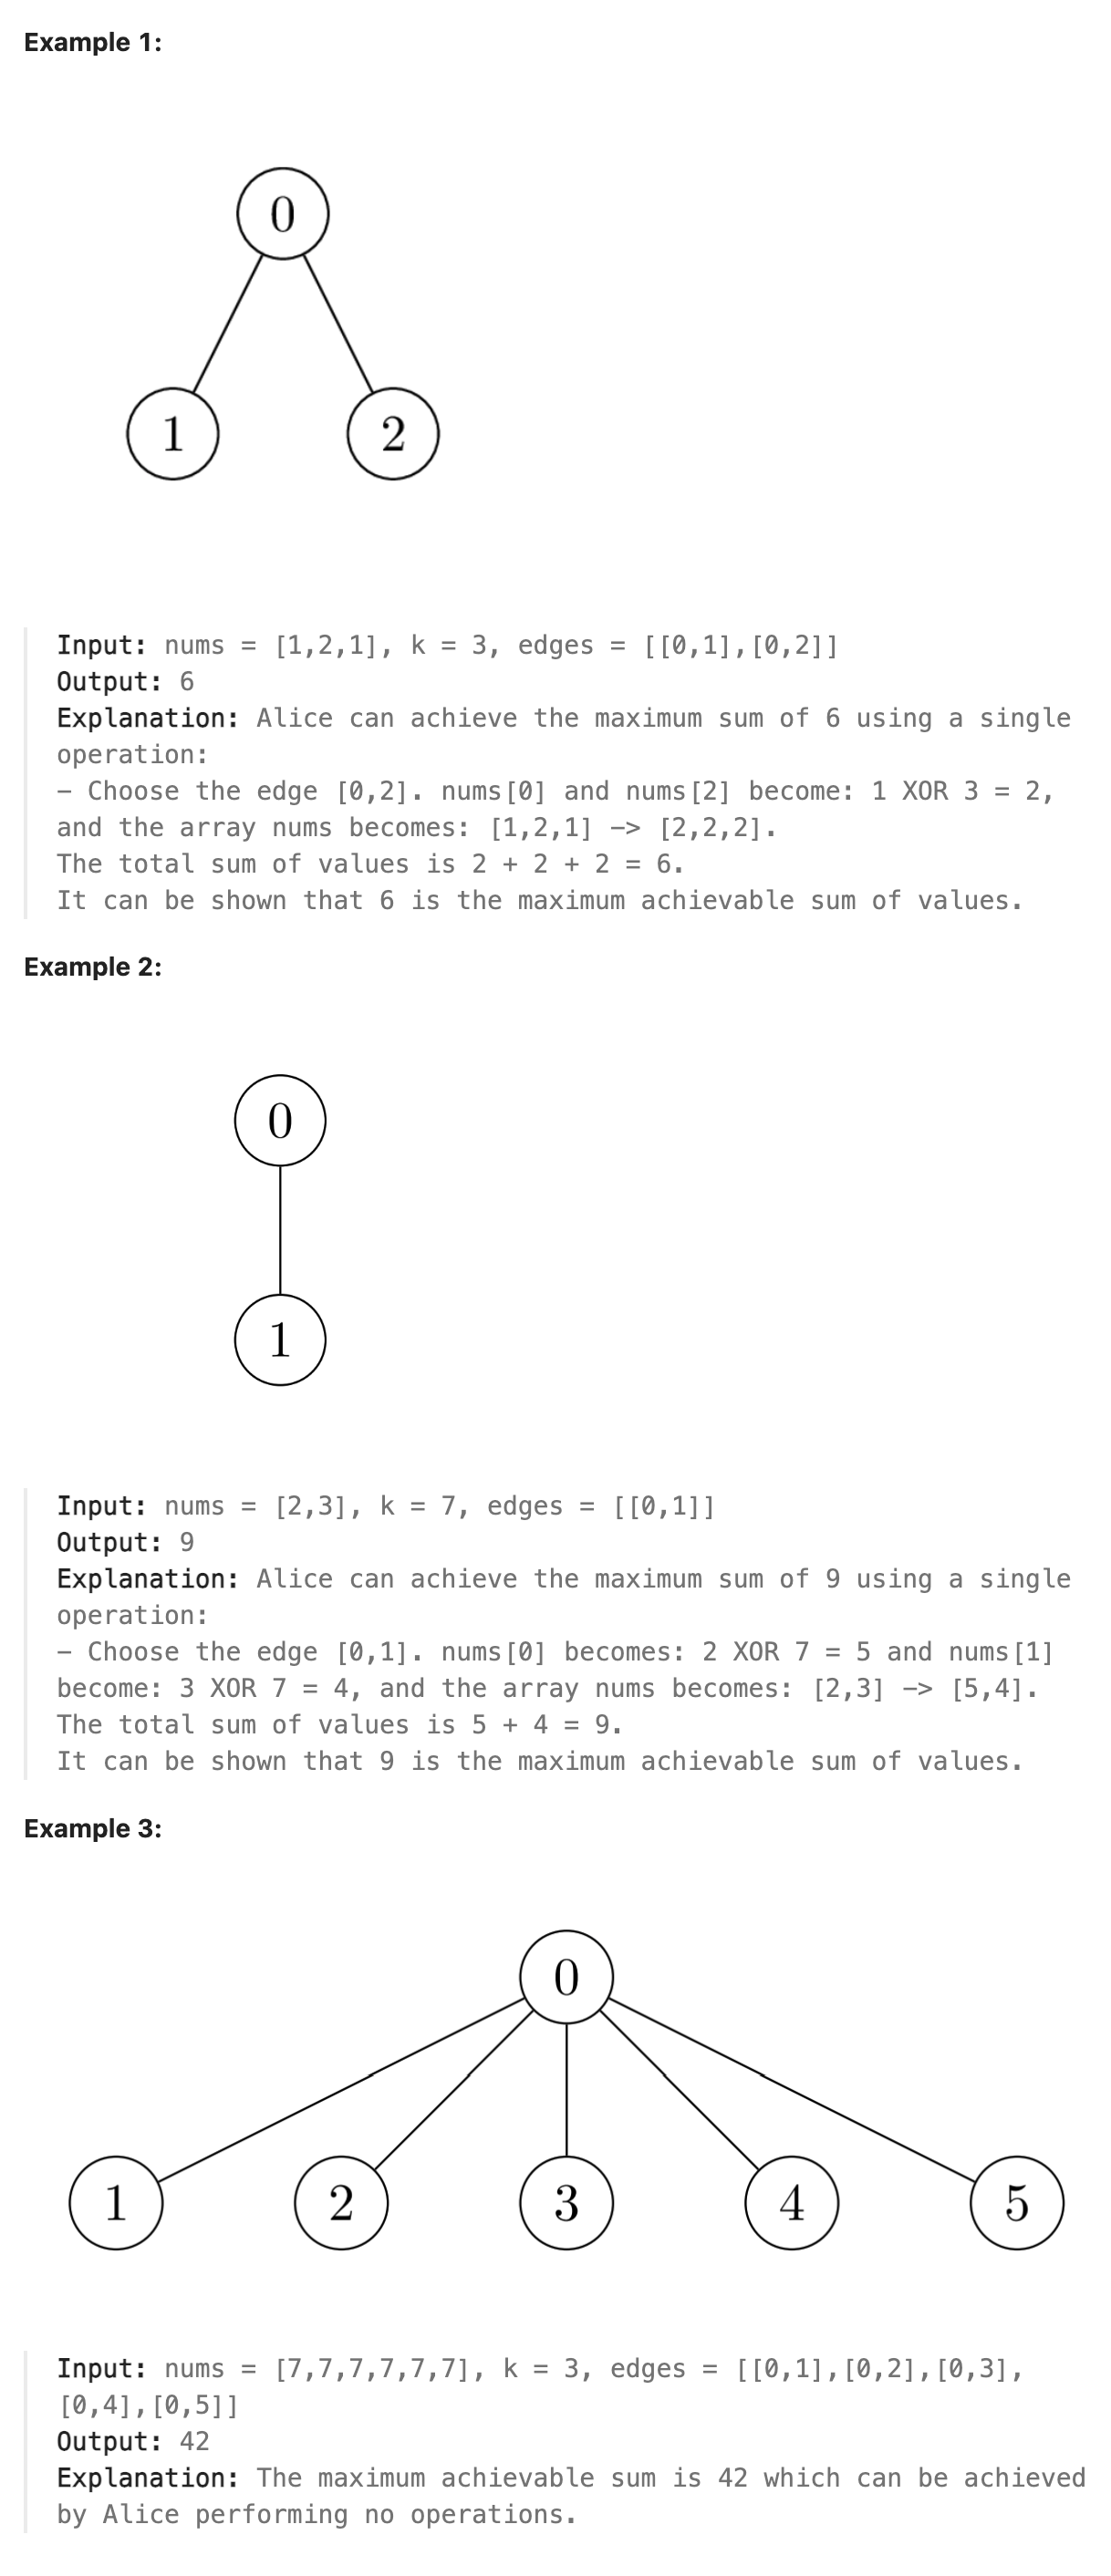 Example 1:
0
1 2
Input: nums = [1,2,1], k = 3, edges = [[0,1],[0,2]]
Output: 6
Explanation: Alice can achieve the maximum sum of 6 using a single
operation:
- Choose the edge [0,2]. nums[0] and nums[2] become: 1 XOR 3 = 2,
and the array nums becomes: [1,2,1] -> [2,2,2].
The total sum of values is 2 + 2 + 2 = 6.
It can be shown that 6 is the maximum achievable sum of values.
Example 2:
0
1
Input: nums = [2,3], k = 7, edges = [[0,1]]
Output: 9
Explanation: Alice can achieve the maximum sum of 9 using a single
operation:
- Choose the edge [0,1]. nums[0] becomes: 2 XOR 7 = 5 and nums[1]
become: 3 XOR 7 = 4, and the array nums becomes: [2,3] -> [5,4].
The total sum of values is 5 + 4 = 9.
It can be shown that 9 is the maximum achievable sum of values.
Example 3:
0
1 2 3 4 5
Input: nums = [7,7,7,7,7,7], k = 3, edges = [[0,1],[0,2],[0,3],
[0,4],[0,5]]
Output: 42
Explanation: The maximum achievable sum is 42 which can be achieved
by Alice performing no operations.